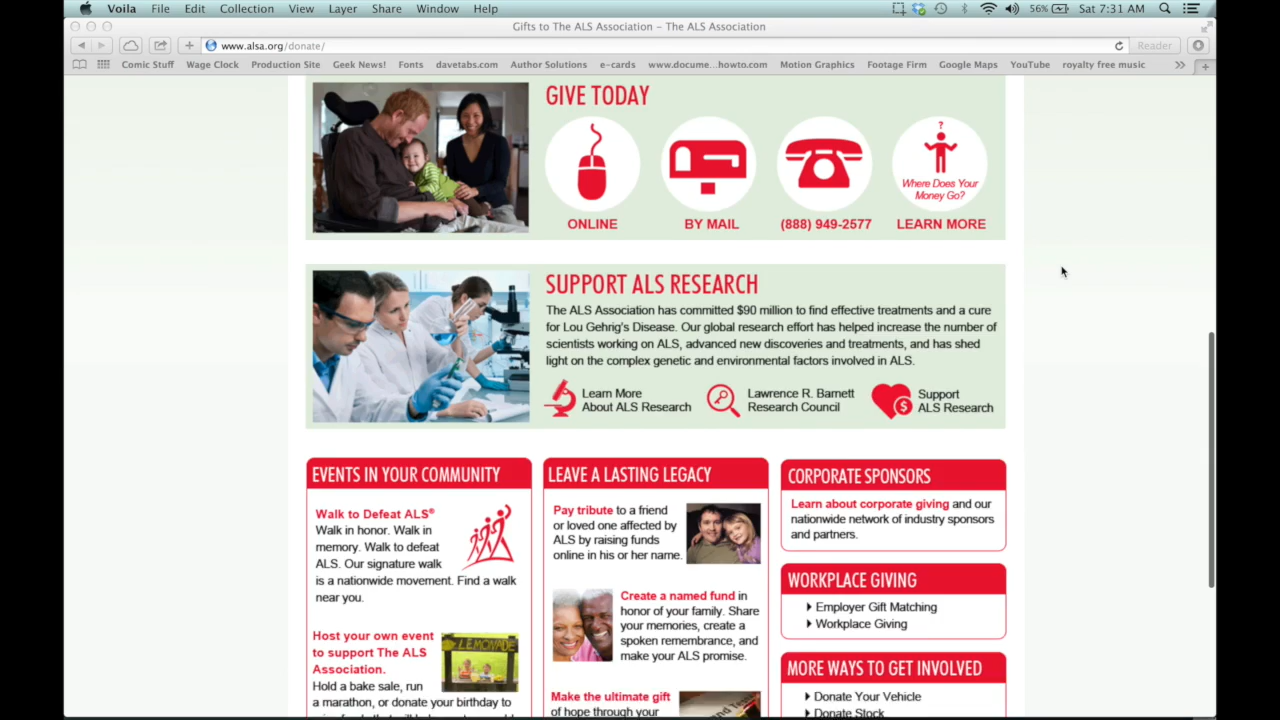 Voila File Edit Collection View Layer Share Window Help 56% Sat 7:31 AM
Gifts to The ALS Association – The ALS Association
www.alsa.org/donate/ Reader
Comic Stuff Wage Clock Production Site Geek News! Fonts davetabs.com Author Solutions e-cards www.docume...howto.com Motion Graphics Footage Firm Google Maps YouTube royalty free music
GIVE TODAY
?
Where Does Your
Money Go?
ONLINE BY MAIL (888) 949-2577 LEARN MORE
SUPPORT ALS RESEARCH
The ALS Association has committed $90 million to find effective treatments and a cure
for Lou Gehrig's Disease. Our global research effort has helped increase the number of
scientists working on ALS, advanced new discoveries and treatments, and has shed
light on the complex genetic and environmental factors involved in ALS.
Learn More
About ALS Research
Lawrence R. Barnett
Research Council
$
Support
ALS Research
EVENTS IN YOUR COMMUNITY
Walk to Defeat ALS®
Walk in honor. Walk in
memory. Walk to defeat
ALS. Our signature walk
is a nationwide movement. Find a walk
near you.
Host your own event
to support The ALS
Association.
LEMONADE
Hold a bake sale, run
a marathon, or donate your birthday to
LEAVE A LASTING LEGACY
Pay tribute to a friend
or loved one affected by
ALS by raising funds
online in his or her name.
Create a named fund in
honor of your family. Share
your memories, create a
spoken remembrance, and
make your ALS promise.
Make the ultimate gift
of hope through your
CORPORATE SPONSORS
Learn about corporate giving and our
nationwide network of industry sponsors
and partners.
WORKPLACE GIVING
Employer Gift Matching
Workplace Giving
MORE WAYS TO GET INVOLVED
Donate Your Vehicle
Donate Stock